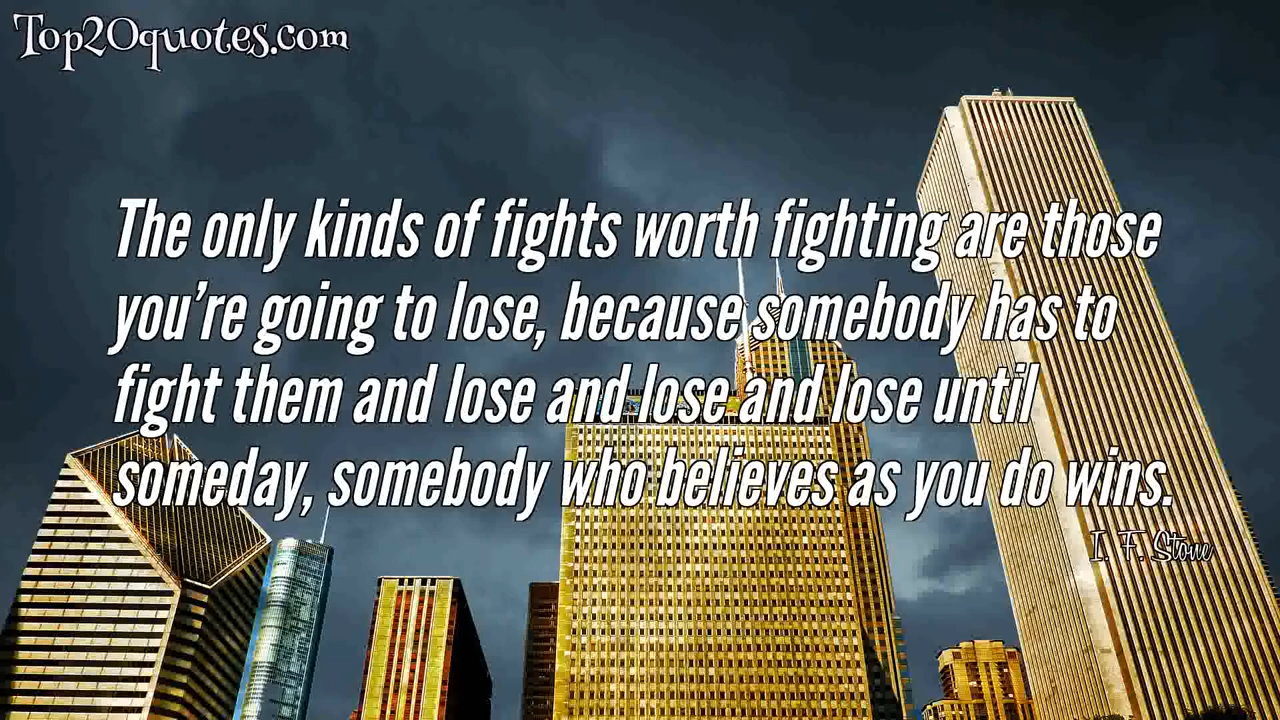 Top20quotes.com
The only kinds of fights worth fighting are those
you’re going to lose, because somebody has to
fight them and lose and lose and lose until
someday, somebody who believes as you do wins.
I. F. Stone